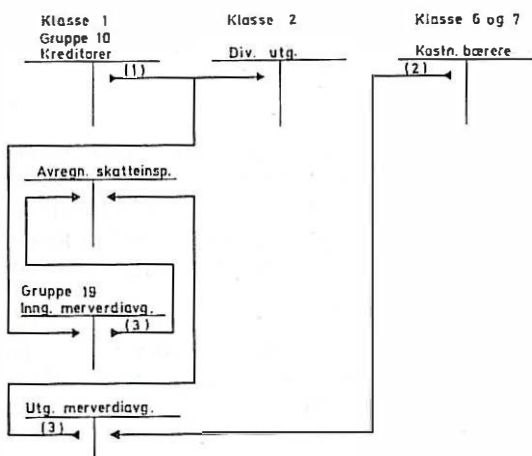 Klasse 1
Gruppe 10
Kreditorer
Klasse 2
Div. utg.
Klasse 6 og 7
Kostn. bærere
(1)
(2)
Avregn. skatteinsp.
Gruppe 19
Inng. merverdiavg.
(3)
Utg. merverdiavg.
(3)